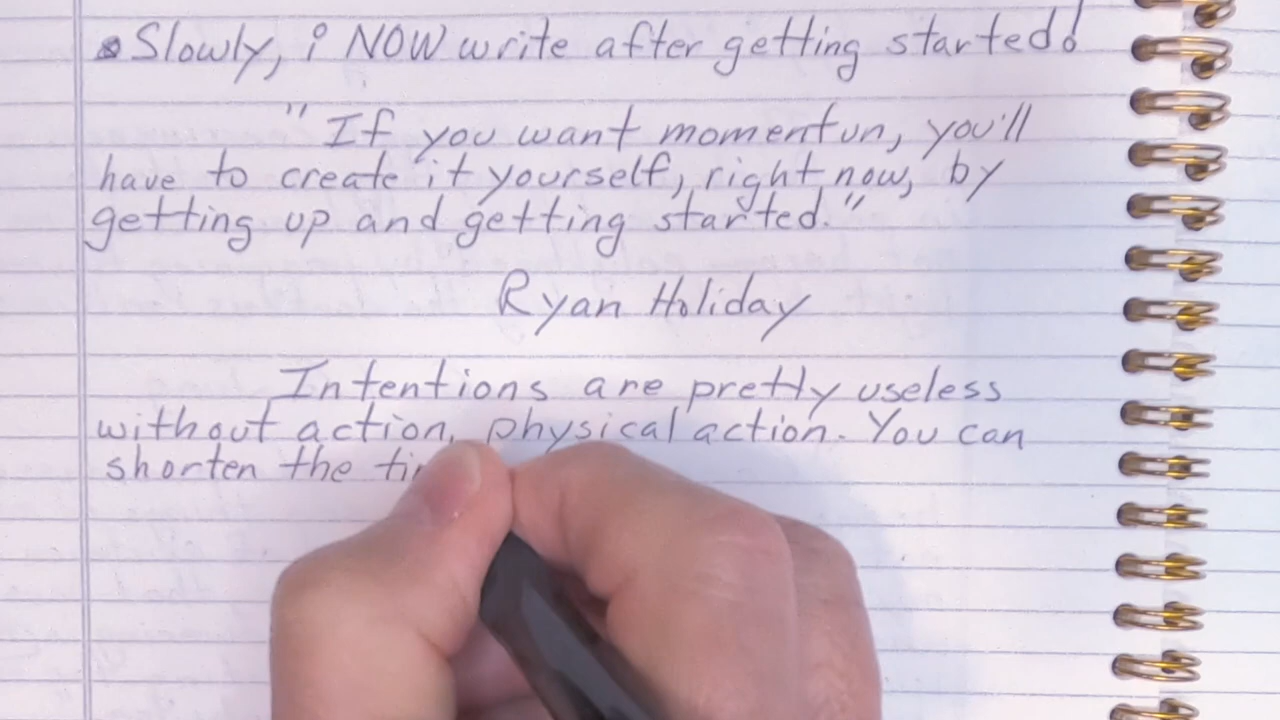 • Slowly, i NOW write after getting started!
"If you want momentun, you'll
have to create it yourself, right now, by
getting up and getting started."
Ryan Holiday
Intentions are pretty useless
without action, physical action. You can
shorten the